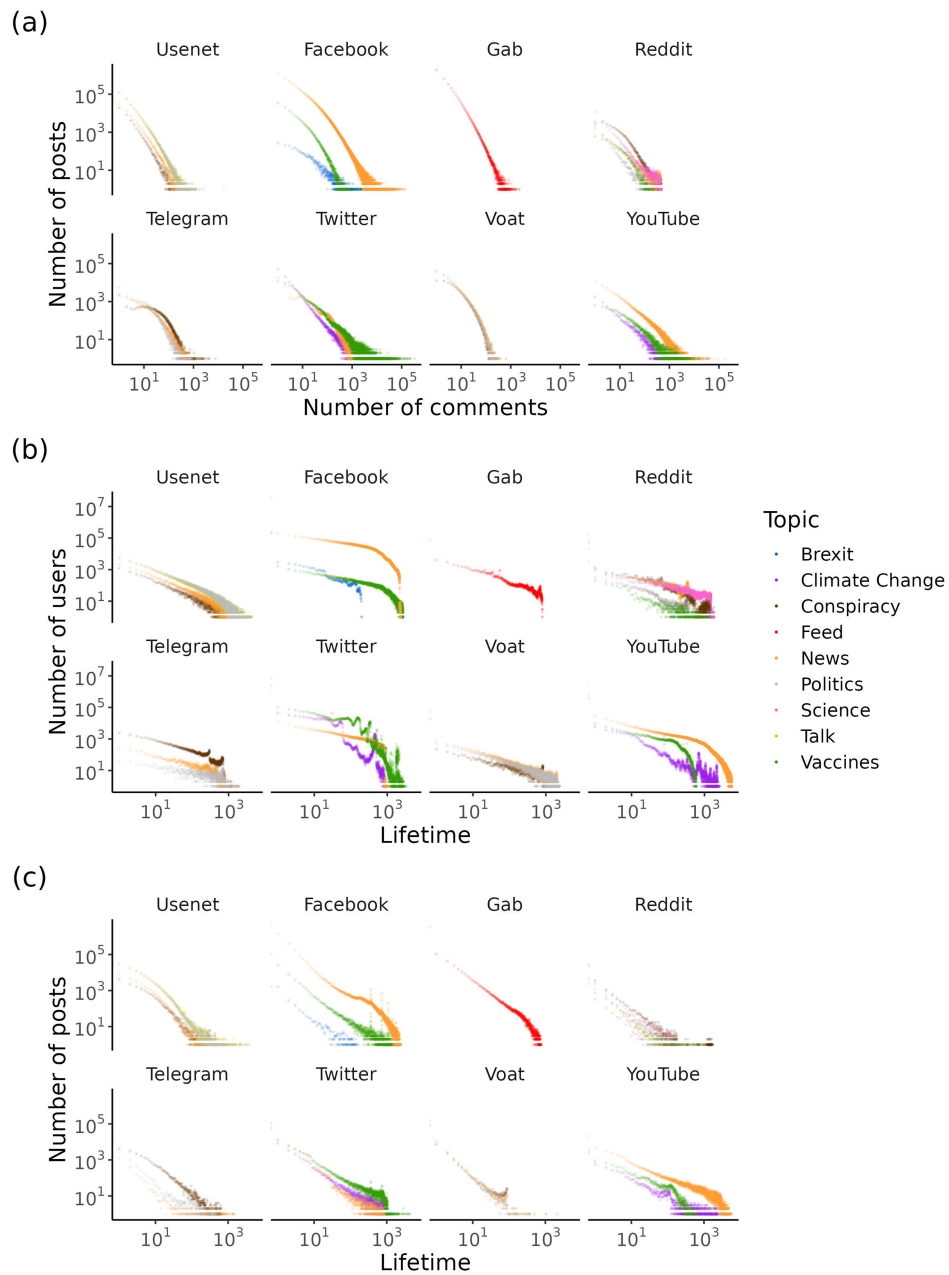 (a)
Usenet Facebook Gab Reddit
10^5
10^3
10^1
Telegram Twitter Voat YouTube
10^5
10^3
10^1
Number of posts
10^1 10^3 10^5 10^1 10^3 10^5 10^1 10^3 10^5 10^1 10^3 10^5
Number of comments
(b)
Usenet Facebook Gab Reddit
10^7
10^5
10^3
10^1
Telegram Twitter Voat YouTube
10^7
10^5
10^3
10^1
Number of users
10^1 10^3 10^1 10^3 10^1 10^3 10^1 10^3
Lifetime
Topic
Brexit
Climate Change
Conspiracy
Feed
News
Politics
Science
Talk
Vaccines
(c)
Usenet Facebook Gab Reddit
10^5
10^3
10^1
Telegram Twitter Voat YouTube
10^5
10^3
10^1
Number of posts
10^1 10^3 10^1 10^3 10^1 10^3 10^1 10^3
Lifetime